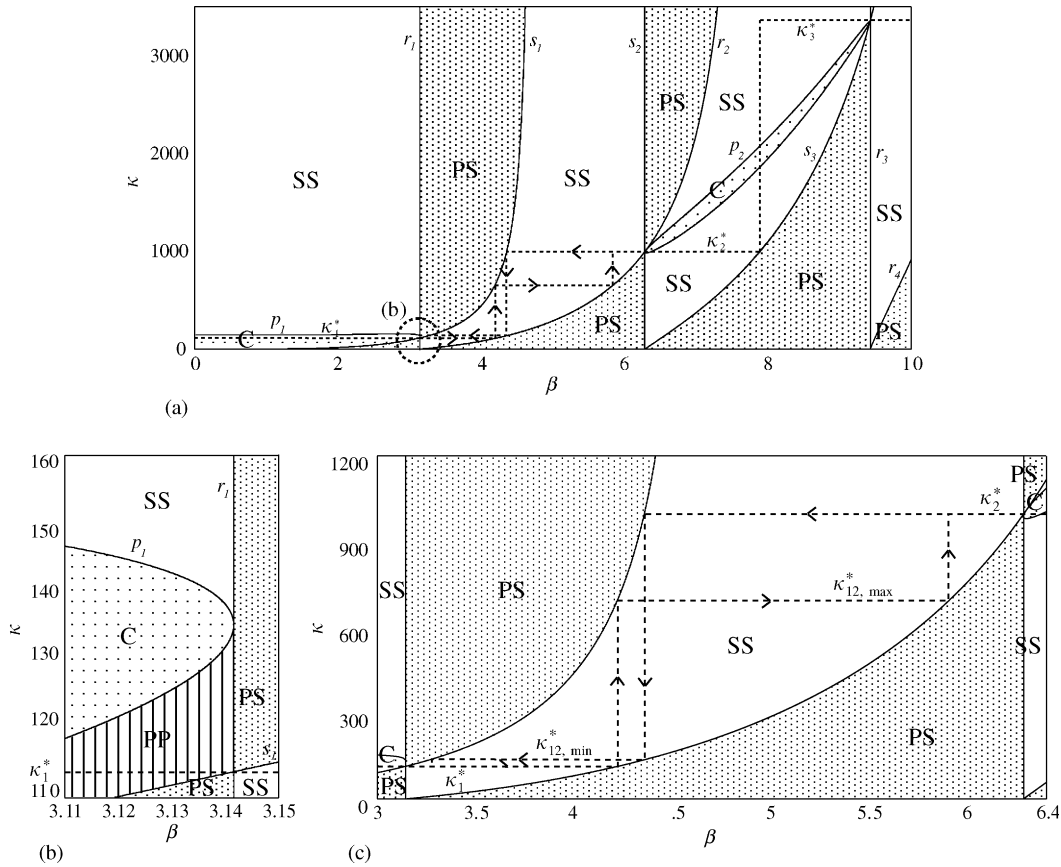 3000
2000
1000
0
κ
r1
s1
s2
r2
κ3*
SS
PS
SS
PS
SS
p2
C
s3
r3
κ2*
SS
SS
PS
r4
(b)
p1
κ1*
C
PS
PS
0
2
4
6
8
10
β
(a)
160
150
140
130
120
κ1*
110
κ
SS
r1
p1
C
PP
PS
s1
PS
SS
3.11
3.12
3.13
3.14
3.15
β
(b)
1200
900
600
300
0
κ
PS
κ2*
C
SS
PS
κ12, max*
SS
SS
C
κ12, min*
PS
κ1*
PS
3
3.5
4
.5
5
5.5
6
6.4
β
(c)